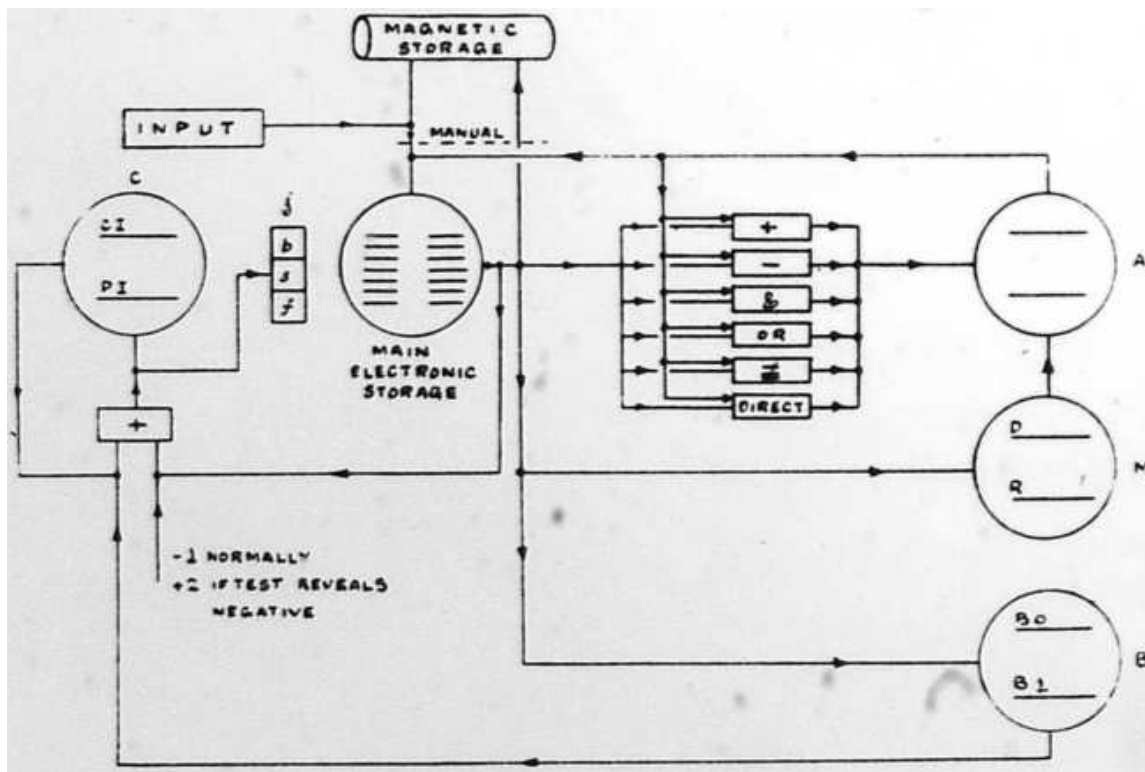 MAGNETIC
STORAGE
INPUT
MANUAL
C
CI
PI
b
s
f
MAIN
ELECTRONIC
STORAGE
+
-1 NORMALLY
+2 IF TEST REVEALS
NEGATIVE
+
-
&
OR
≢
DIRECT
A
D
R
M
B0
B1
B